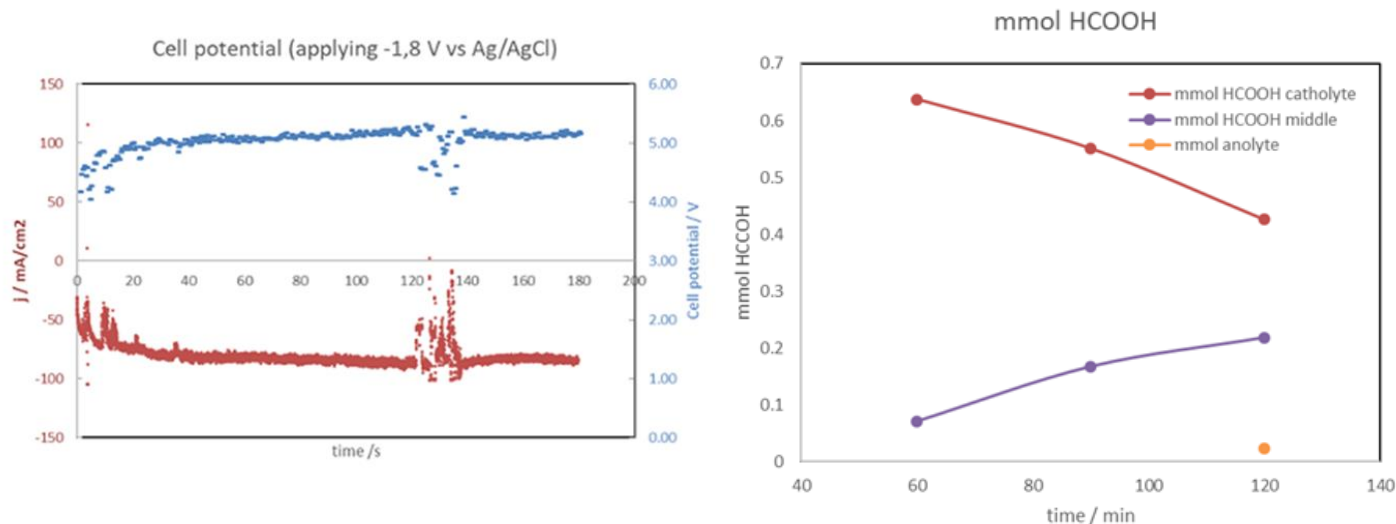 Cell potential (applying -1,8 V vs Ag/AgCl)
150
100
50
0
-50
-100
-150
j / mA/cm2
0 20 40 60 80 100 120 140 160 180 200
time /s
6.00
5.00
4.00
3.00
2.00
1.00
0.00
Cell potential / V
mmol HCOOH
0.7
0.6
0.5
0.4
0.3
0.2
0.1
0
mmol HCCOH
mmol HCOOH catholyte
mmol HCOOH middle
mmol anolyte
40 60 80 100 120 140
time / min